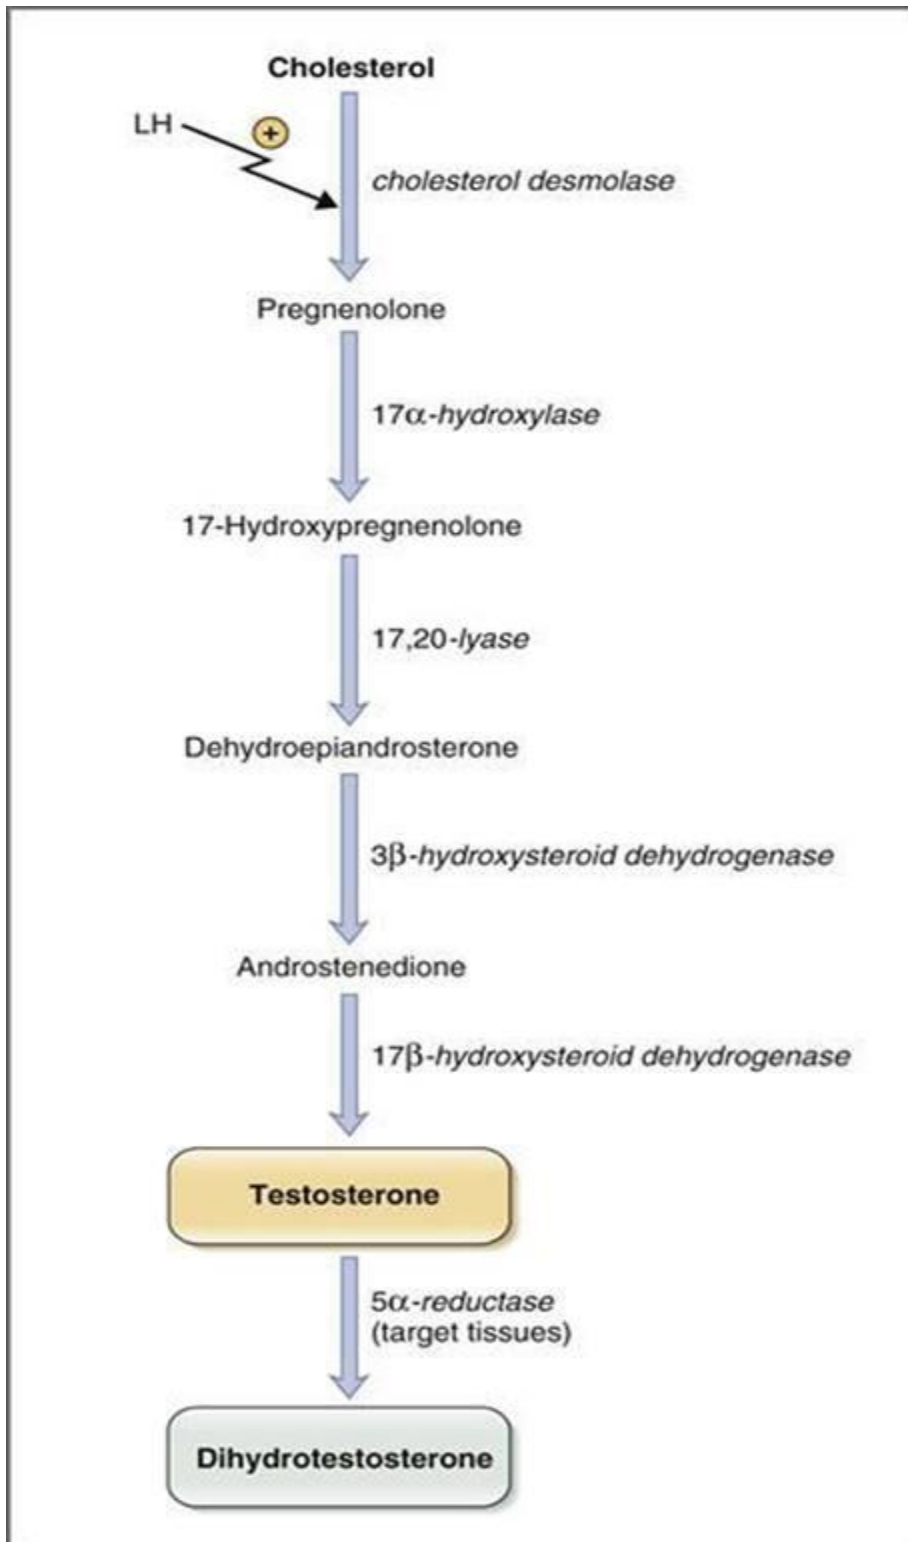 Cholesterol
LH
+
cholesterol desmolase
Pregnenolone
17α-hydroxylase
17-Hydroxypregnenolone
17,20-lyase
Dehydroepiandrosterone
3β-hydroxysteroid dehydrogenase
Androstenedione
17β-hydroxysteroid dehydrogenase
Testosterone
5α-reductase
(target tissues)
Dihydrotestosterone